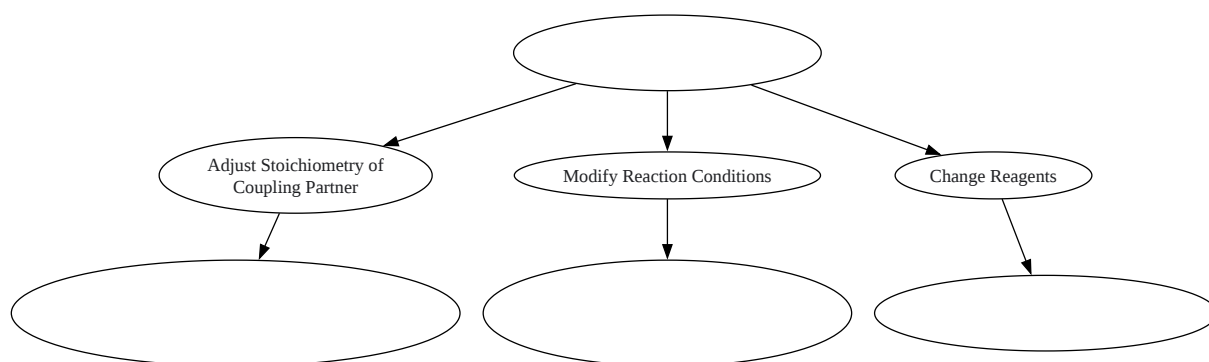 Adjust Stoichiometry of
Coupling Partner
Modify Reaction Conditions
Change Reagents